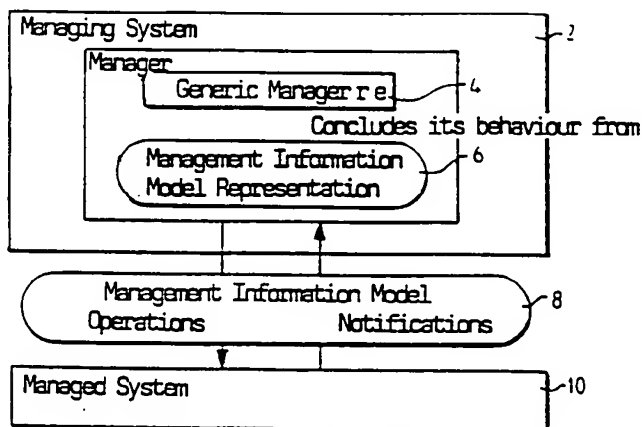 Managing System
2
Manager
Generic Managerr e
4
Concludes its behaviour from
Management Information
Model Representation
6
Management Information Model
Operations Notifications
8
Managed System
10